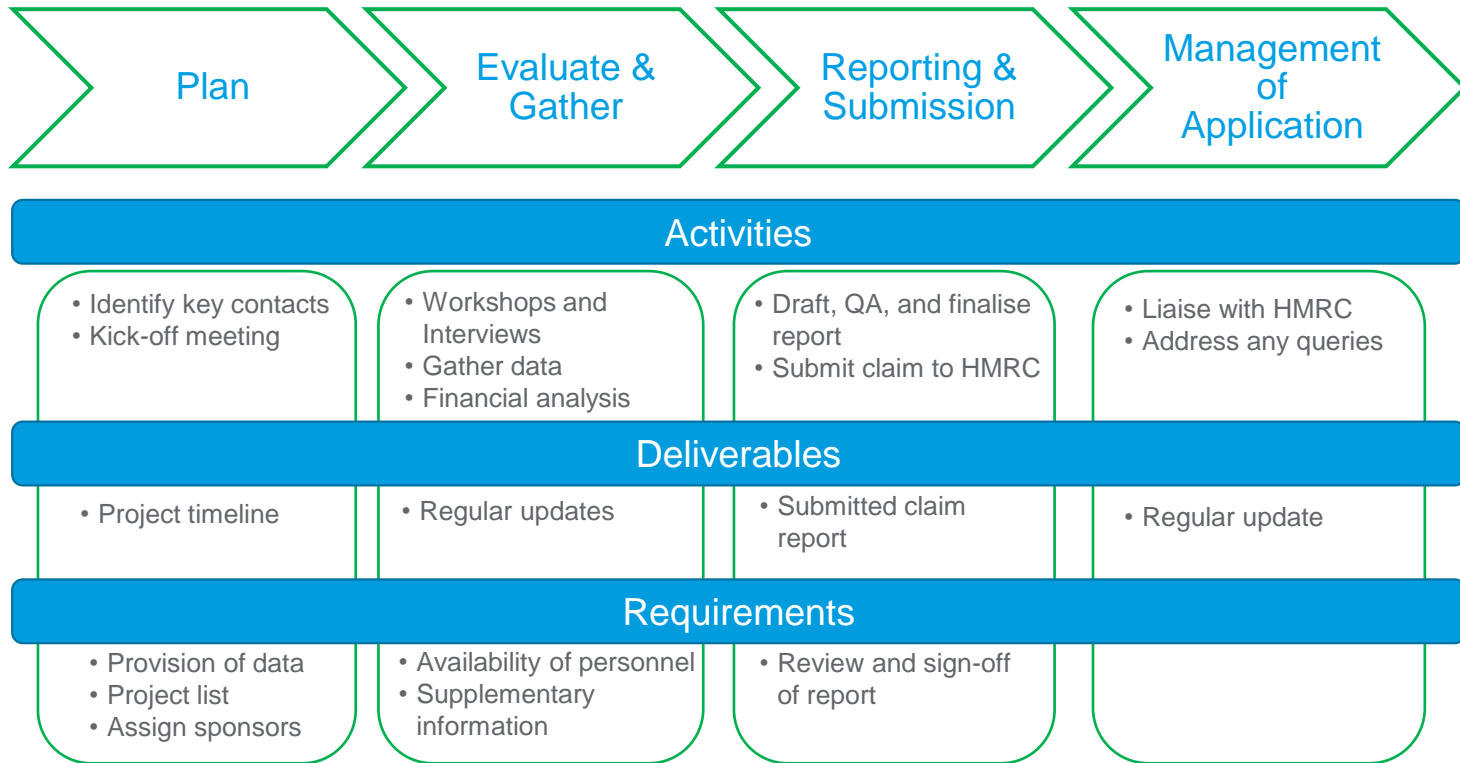 Plan
Evaluate &
Gather
Reporting &
Submission
Management
of
Application
Activities
• Identify key contacts
• Kick-off meeting
• Workshops and
Interviews
• Gather data
• Financial analysis
• Draft, QA, and finalise
report
• Submit claim to HMRC
• Liaise with HMRC
• Address any queries
Deliverables
• Project timeline
• Regular updates
• Submitted claim
report
• Regular update
Requirements
• Provision of data
• Project list
• Assign sponsors
• Availability of personnel
• Supplementary
information
• Review and sign-off
of report